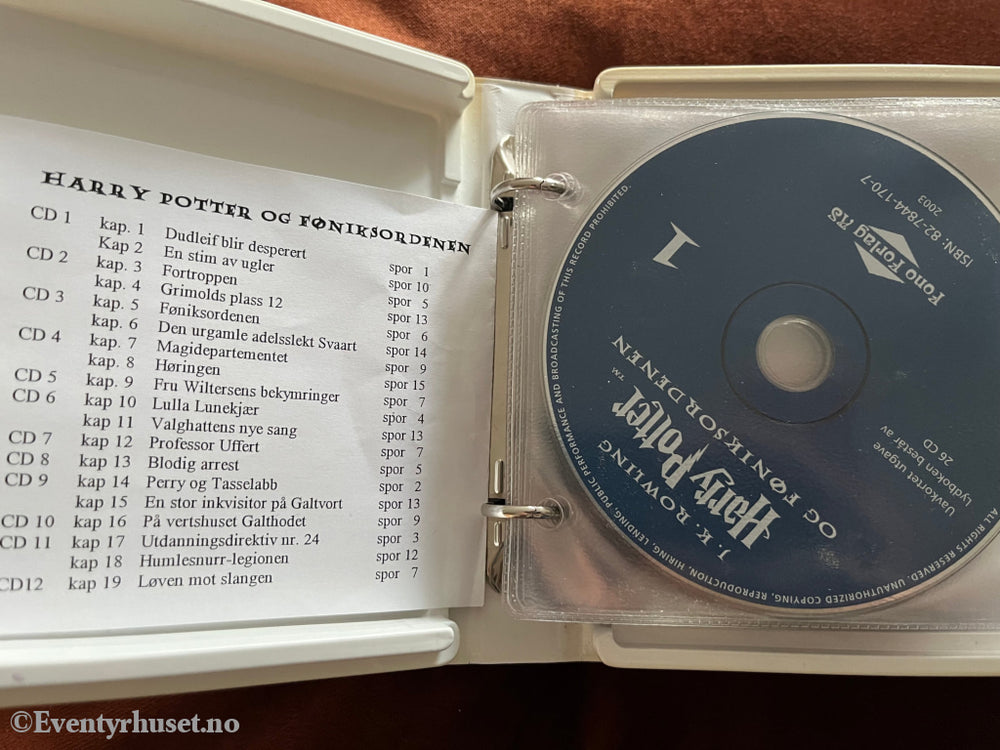 HARRY POTTER OG FØNIKSORDENEN
CD 1 kap. 1 Dudleif blir desperert spor 1
Kap 2 En stim av ugler spor 10
CD 2 kap. 3 Fortroppen spor 5
kap. 4 Grimolds plass 12 spor 13
CD 3 kap. 5 Føniksordenen spor 6
kap. 6 Den urgamle adelsslekt Svaart spor 14
CD 4 kap. 7 Magidepartementet spor 9
kap. 8 Høringen spor 15
CD 5 kap. 9 Fru Wiltersens bekymringer spor 7
CD 6 kap 10 Lulla Lunekjær spor 4
kap 11 Valghattens nye sang spor 13
CD 7 kap 12 Professor Uffert spor 7
CD 8 kap 13 Blodig arrest spor 5
CD 9 kap 14 Perry og Tasselabb spor 2
kap 15 En stor inkvisitor på Galtvort spor 13
CD 10 kap 16 På vertshuset Galthodet spor 9
CD 11 kap 17 Utdanningsdirektiv nr. 24 spor 3
kap 18 Humlesnurr-legionen spor 12
CD12 kap 19 Løven mot slangen spor 7
1
Fono Forlag AS
ISBN: 82-7844-170-7
2003
J. K. ROWLING
Harry Potter™
OG FØNIKSORDENEN
Uavkortet utgave
Lydboken består av
26 CD
ALL RIGHTS RESERVED. UNAUTHORIZED COPYING, REPRODUCTION, HIRING, LENDING, PUBLIC PERFORMANCE AND BROADCASTING OF THIS RECORD PROHIBITED.
©Eventyrhuset.no